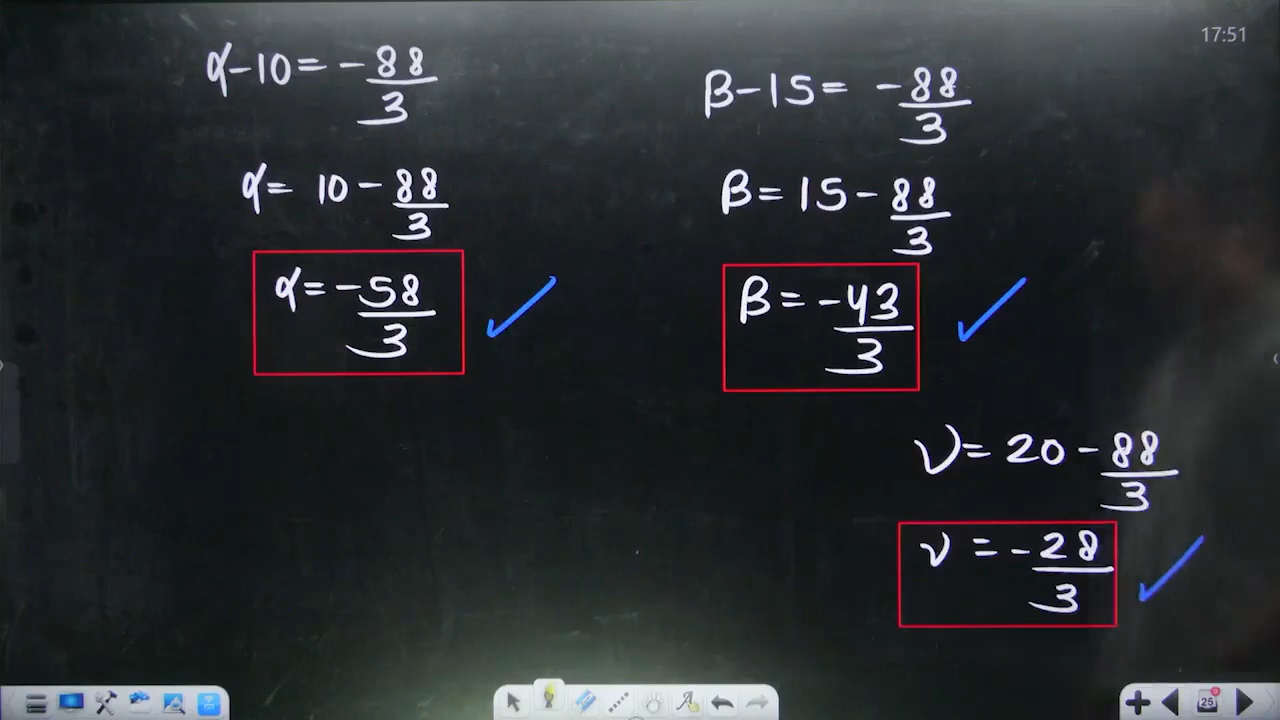 17:51
α-10 = -88/3
α = 10 - 88/3
α = -58/3
β-15 = -88/3
β = 15 - 88/3
β = -43/3
ν = 20 - 88/3
ν = -28/3
25